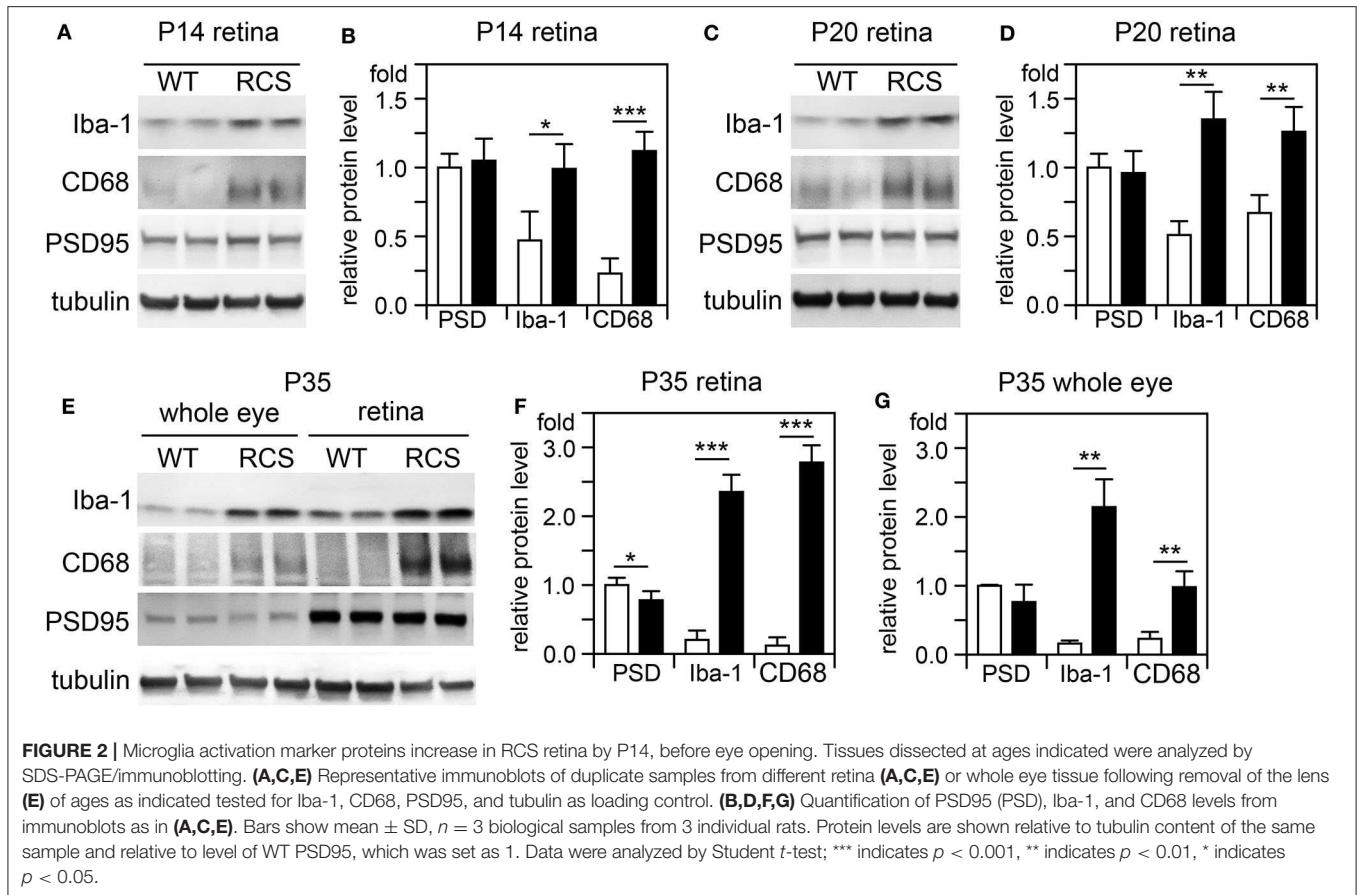 A
P14 retina
WT RCS
Iba-1
CD68
PSD95
tubulin
B
P14 retina
fold
relative protein level
1.5
1.0
0.5
0.0
*
***
PSD Iba-1 CD68
C
P20 retina
WT RCS
Iba-1
CD68
PSD95
tubulin
D
P20 retina
fold
relative protein level
1.5
1.0
0.5
0.0
**
**
PSD Iba-1 CD68
E
P35
whole eye retina
WT RCS WT RCS
Iba-1
CD68
PSD95
tubulin
F
P35 retina
fold
relative protein level
3.0
2.0
1.0
0.0
*
***
***
PSD Iba-1 CD68
G
P35 whole eye
fold
relative protein level
3.0
2.0
1.0
0.0
**
**
PSD Iba-1 CD68
FIGURE 2 | Microglia activation marker proteins increase in RCS retina by P14, before eye opening. Tissues dissected at ages indicated were analyzed by
SDS-PAGE/immunoblotting. (A,C,E) Representative immunoblots of duplicate samples from different retina (A,C,E) or whole eye tissue following removal of the lens
(E) of ages as indicated tested for Iba-1, CD68, PSD95, and tubulin as loading control. (B,D,F,G) Quantification of PSD95 (PSD), Iba-1, and CD68 levels from
immunoblots as in (A,C,E). Bars show mean ± SD, n = 3 biological samples from 3 individual rats. Protein levels are shown relative to tubulin content of the same
sample and relative to level of WT PSD95, which was set as 1. Data were analyzed by Student t-test; *** indicates p < 0.001, ** indicates p < 0.01, * indicates
p < 0.05.